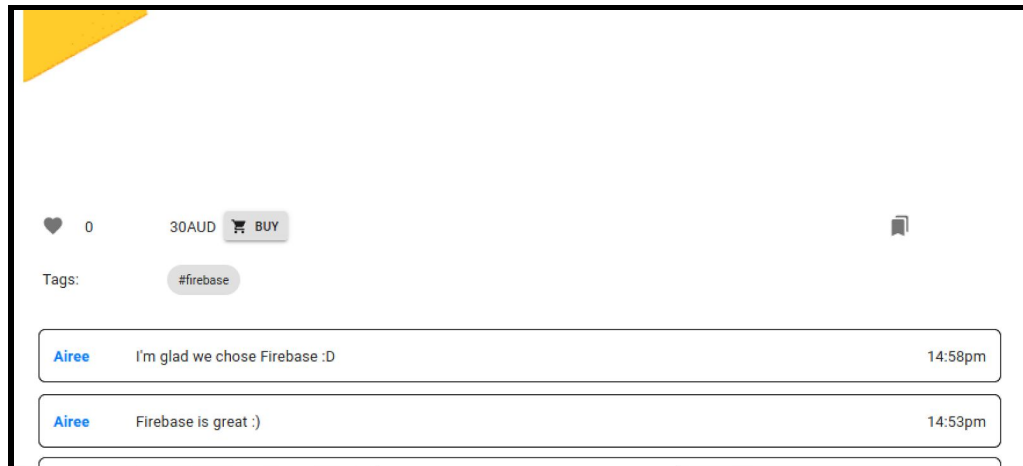 0 30AUD BUY
Tags: #firebase
Airee I'm glad we chose Firebase :D 14:58pm
Airee Firebase is great :) 14:53pm